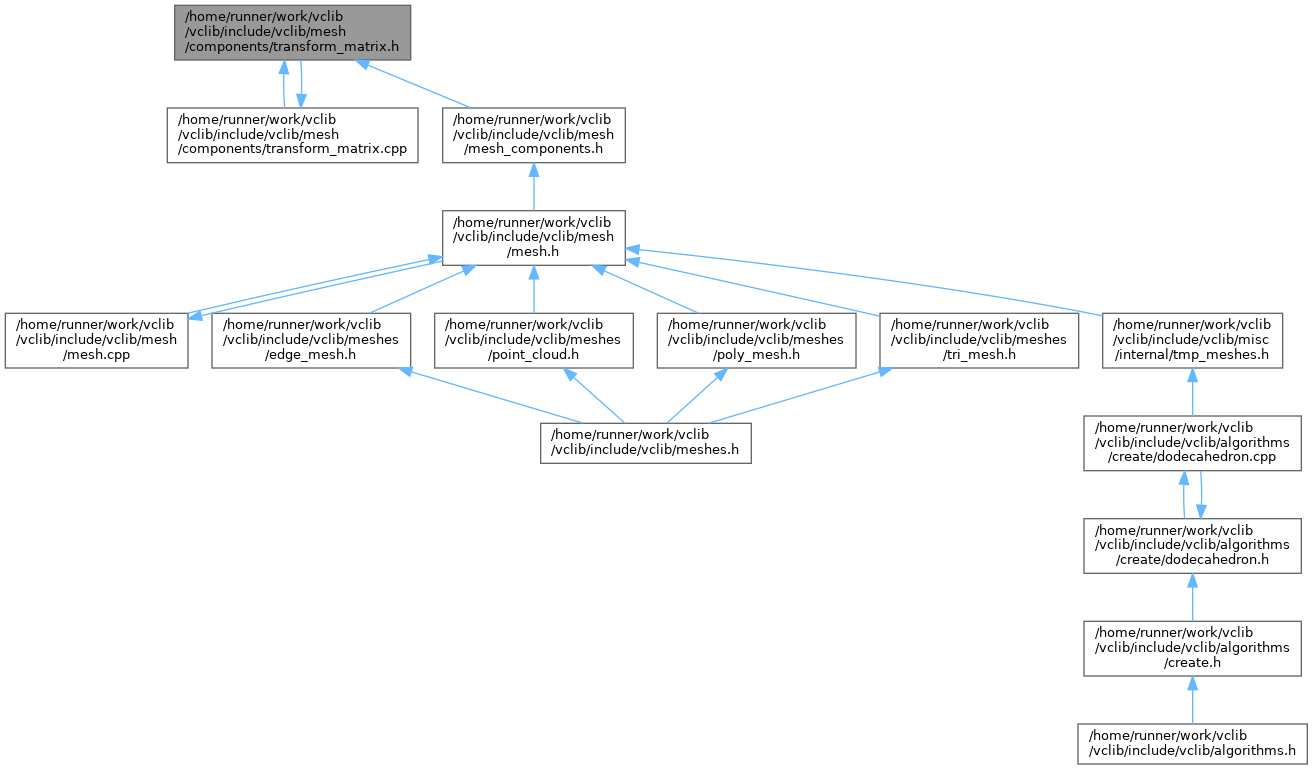 /home/runner/work/vclib
/vclib/include/vclib/mesh
/components/transform_matrix.h
/home/runner/work/vclib
/vclib/include/vclib/mesh
/components/transform_matrix.cpp
/home/runner/work/vclib
/vclib/include/vclib/mesh
/mesh_components.h
/home/runner/work/vclib
/vclib/include/vclib/mesh
/mesh.h
/home/runner/work/vclib
/vclib/include/vclib/mesh
/mesh.cpp
/home/runner/work/vclib
/vclib/include/vclib/meshes
/edge_mesh.h
/home/runner/work/vclib
/vclib/include/vclib/meshes
/point_cloud.h
/home/runner/work/vclib
/vclib/include/vclib/meshes
/poly_mesh.h
/home/runner/work/vclib
/vclib/include/vclib/meshes
/tri_mesh.h
/home/runner/work/vclib
/vclib/include/vclib/misc
/internal/tmp_meshes.h
/home/runner/work/vclib
/vclib/include/vclib/meshes.h
/home/runner/work/vclib
/vclib/include/vclib/algorithms
/create/dodecahedron.cpp
/home/runner/work/vclib
/vclib/include/vclib/algorithms
/create/dodecahedron.h
/home/runner/work/vclib
/vclib/include/vclib/algorithms
/create.h
/home/runner/work/vclib
/vclib/include/vclib/algorithms.h